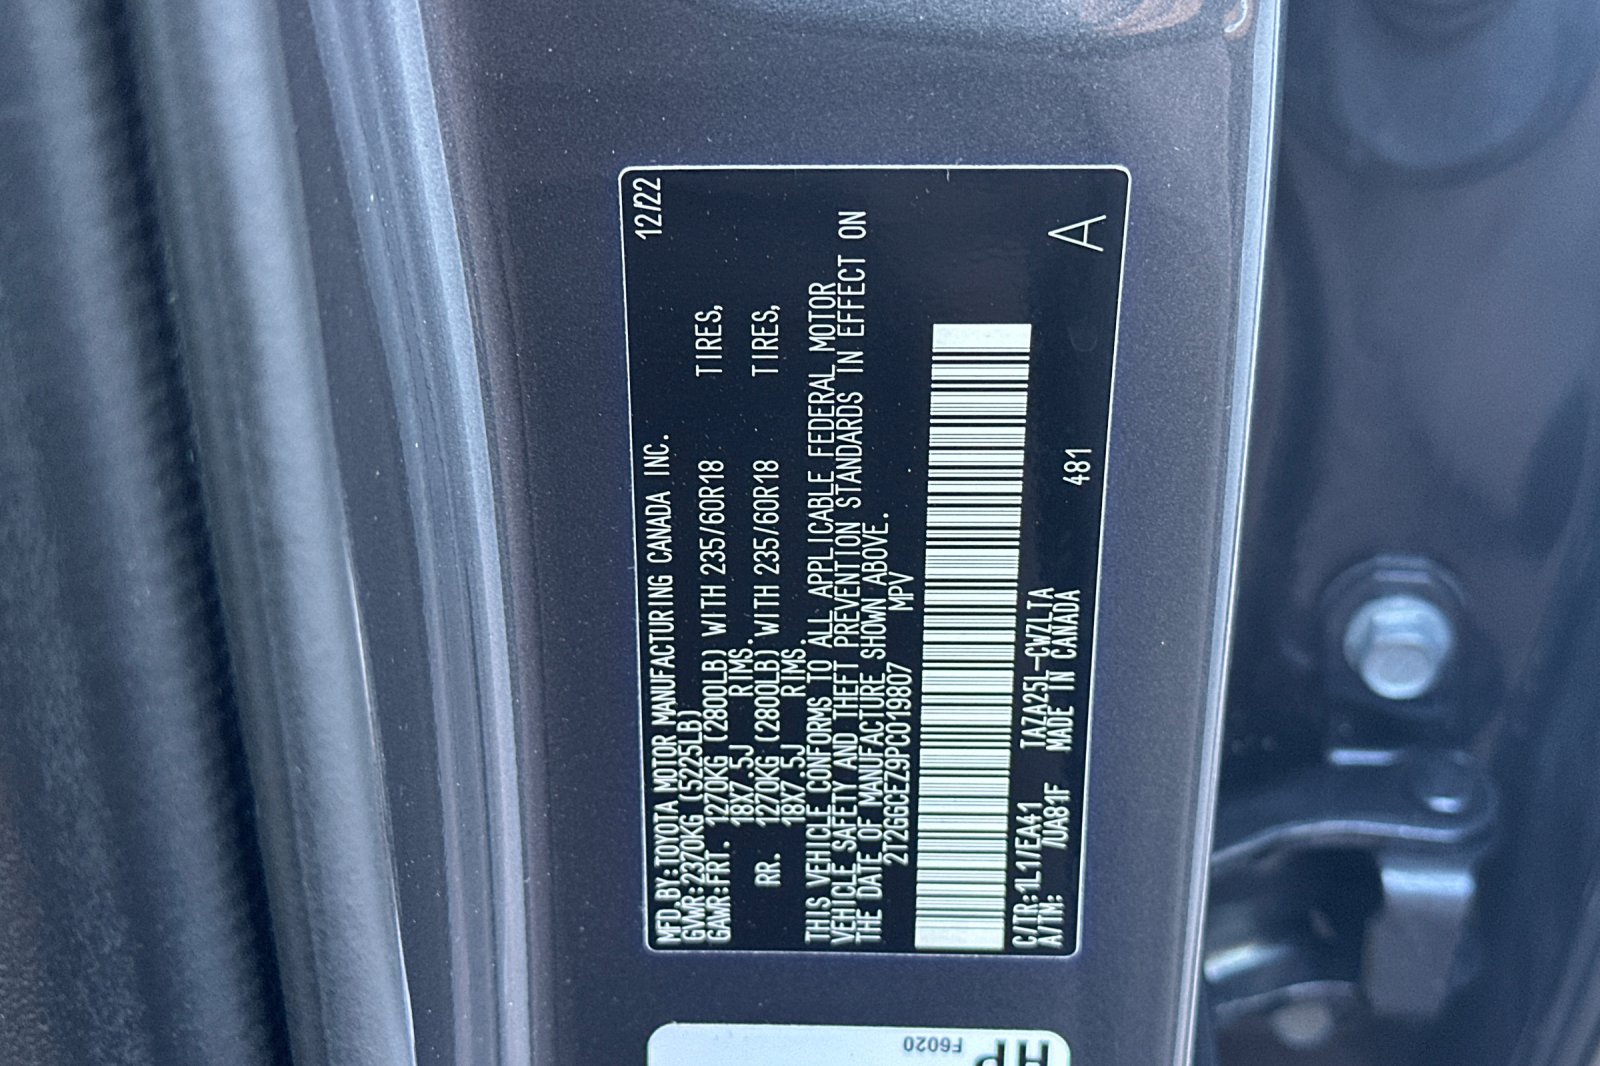 MFD.BY:TOYOTA MOTOR MANUFACTURING CANADA INC. 12/22
GVWR:2370KG (5225LB)
GAWR:FRT. 1270KG (2800LB) WITH 235/60R18 TIRES,
18X7.5J RIMS.
RR. 1270KG (2800LB) WITH 235/60R18 TIRES,
18X7.5J RIMS.
THIS VEHICLE CONFORMS TO ALL APPLICABLE FEDERAL MOTOR
VEHICLE SAFETY AND THEFT PREVENTION STANDARDS IN EFFECT ON
THE DATE OF MANUFACTURE SHOWN ABOVE.
2T2GGCEZ9PC019807 MPV
C/TR:1L1/EA41 TAZA25L-CWZLTA
A/TM: /UA81F MADE IN CANADA 481 A
F6020